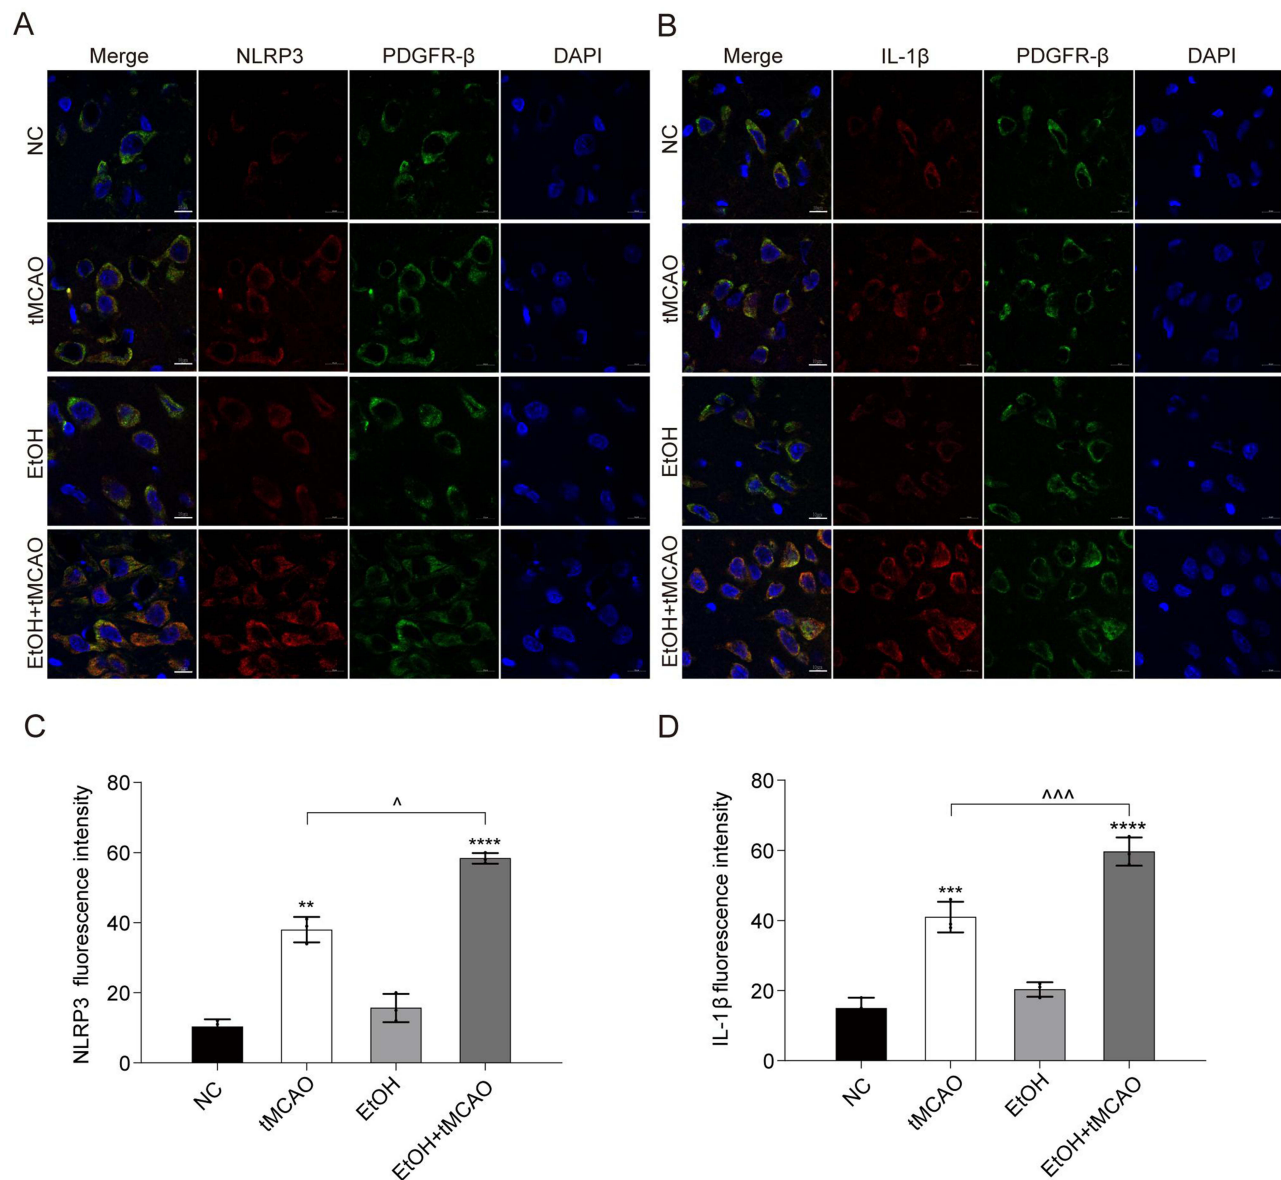 A
B
Merge NLRP3 PDGFR-β DAPI
Merge IL-1β PDGFR-β DAPI
NC
tMCAO
EtOH
EtOH+tMCAO
NC
tMCAO
EtOH
EtOH+tMCAO
C
NLRP3 fluorescence intensity
80
60
40
20
0
^
**
****
NC
tMCAO
EtOH
EtOH+tMCAO
D
IL-1β fluorescence intensity
80
60
40
20
0
^^^
***
****
NC
tMCAO
EtOH
EtOH+tMCAO